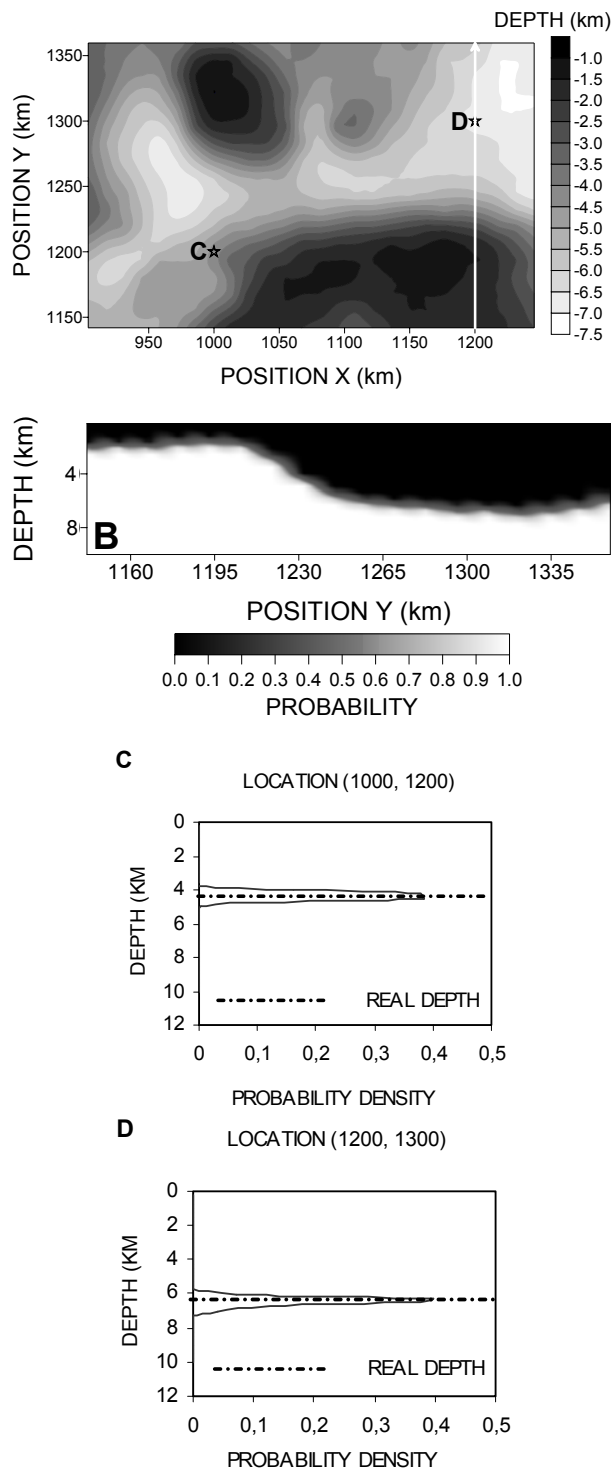 DEPTH (km)
1350
1300
1250
1200
1150
POSITION Y (km)
D
C
950
1000
1050
1100
1150
1200
POSITION X (km)
-1.0
-1.5
-2.0
-2.5
-3.0
-3.5
-4.0
-4.5
-5.0
-5.5
-6.0
-6.5
-7.0
-7.5
DEPTH (km)
4
8
B
1160 1195 1230 1265 1300 1335
POSITION Y (km)
0.0 0.1 0.2 0.3 0.4 0.5 0.6 0.7 0.8 0.9 1.0
PROBABILITY
C
LOCATION (1000, 1200)
0
2
4
6
8
10
12
DEPTH (KM
REAL DEPTH
0 0,1 0,2 0,3 0,4 0,5
PROBABILITY DENSITY
D
LOCATION (1200, 1300)
0
2
4
6
8
10
12
DEPTH (KM
REAL DEPTH
0 0,1 0,2 0,3 0,4 0,5
PROBABILITY DENSITY